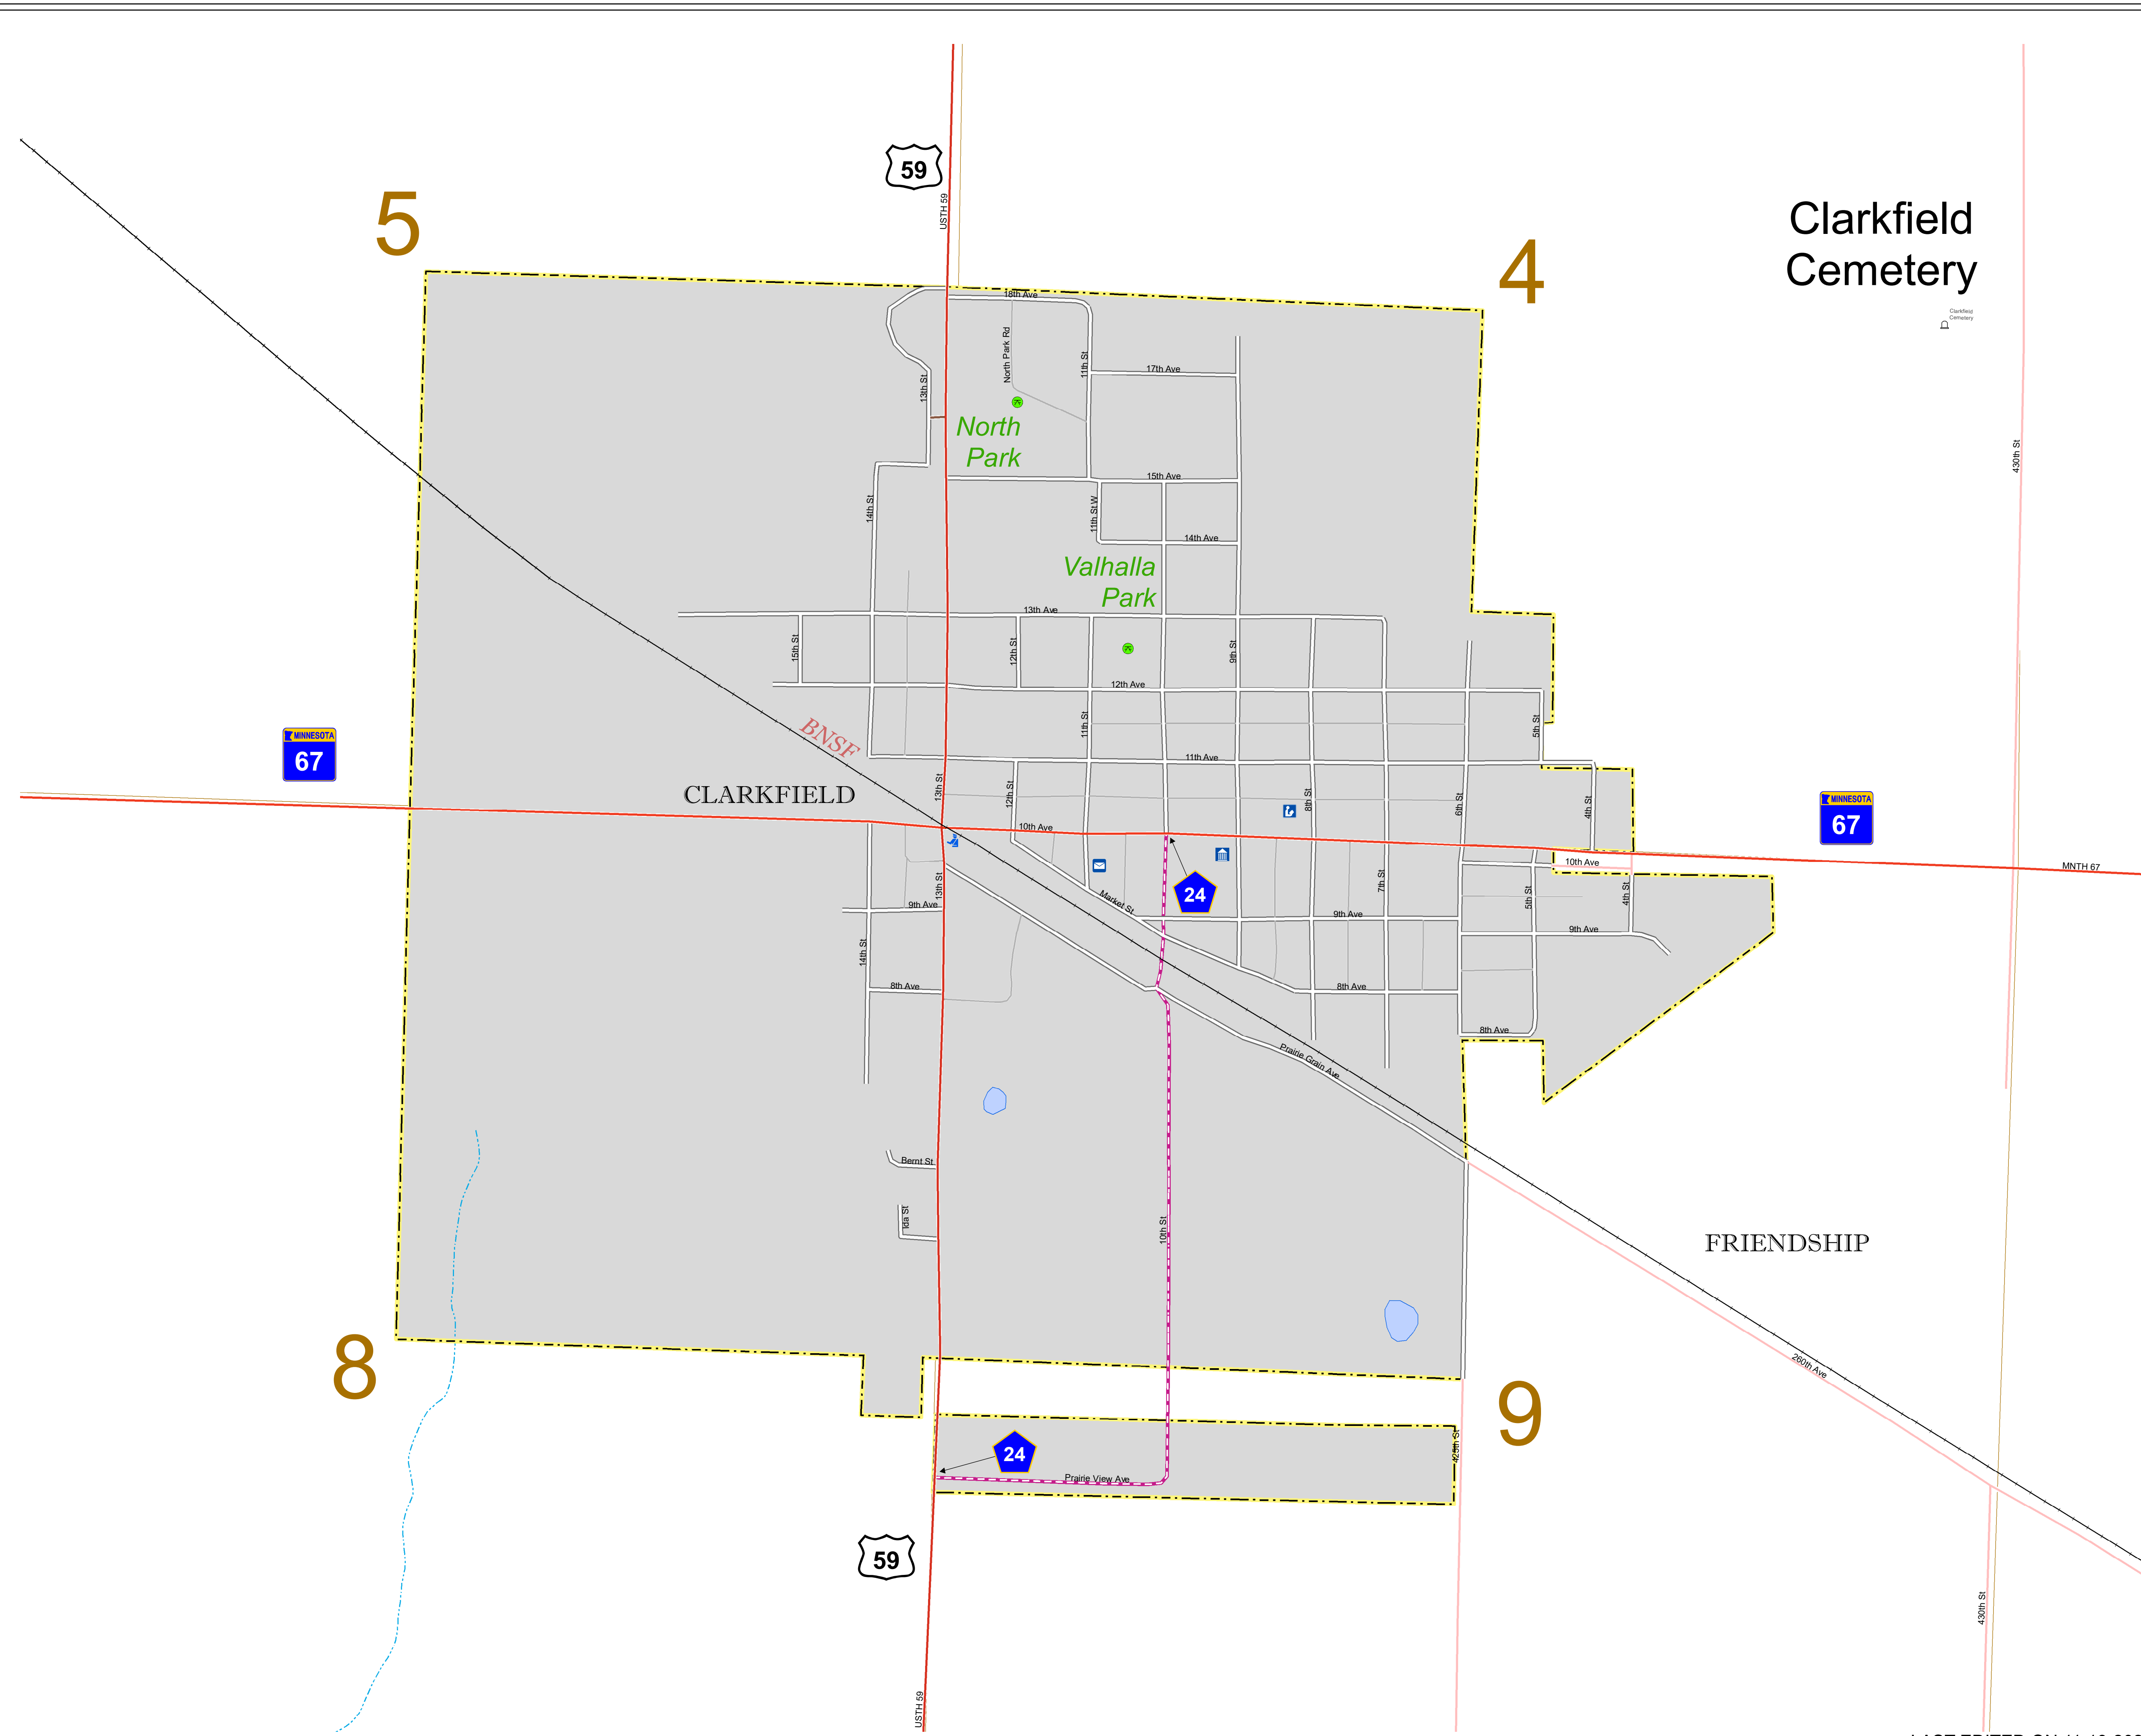 59
USTH 59
5
4
Clarkfield
Cemetery
Clarkfield
Cemetery
18th Ave
North Park Rd
11th St
17th Ave
13th St
North
Park
430th St
15th Ave
14th St
11th St W
14th Ave
Valhalla
Park
13th Ave
15th St
12th St
9th St
12th Ave
BNSF
11th St
5th St
MINNESOTA
67
11th Ave
CLARKFIELD
13th St
12th St
8th St
6th St
4th St
MINNESOTA
67
10th Ave
10th Ave
MNTH 67
13th St
24
7th St
Market St
5th St
4th St
9th Ave
9th Ave
9th Ave
14th St
8th Ave
8th Ave
8th Ave
Prairie Grain Ave
Bernt St
Ida St
10th St
FRIENDSHIP
8
260th Ave
9
24
425th St
Prairie View Ave
59
430th St
USTH 59